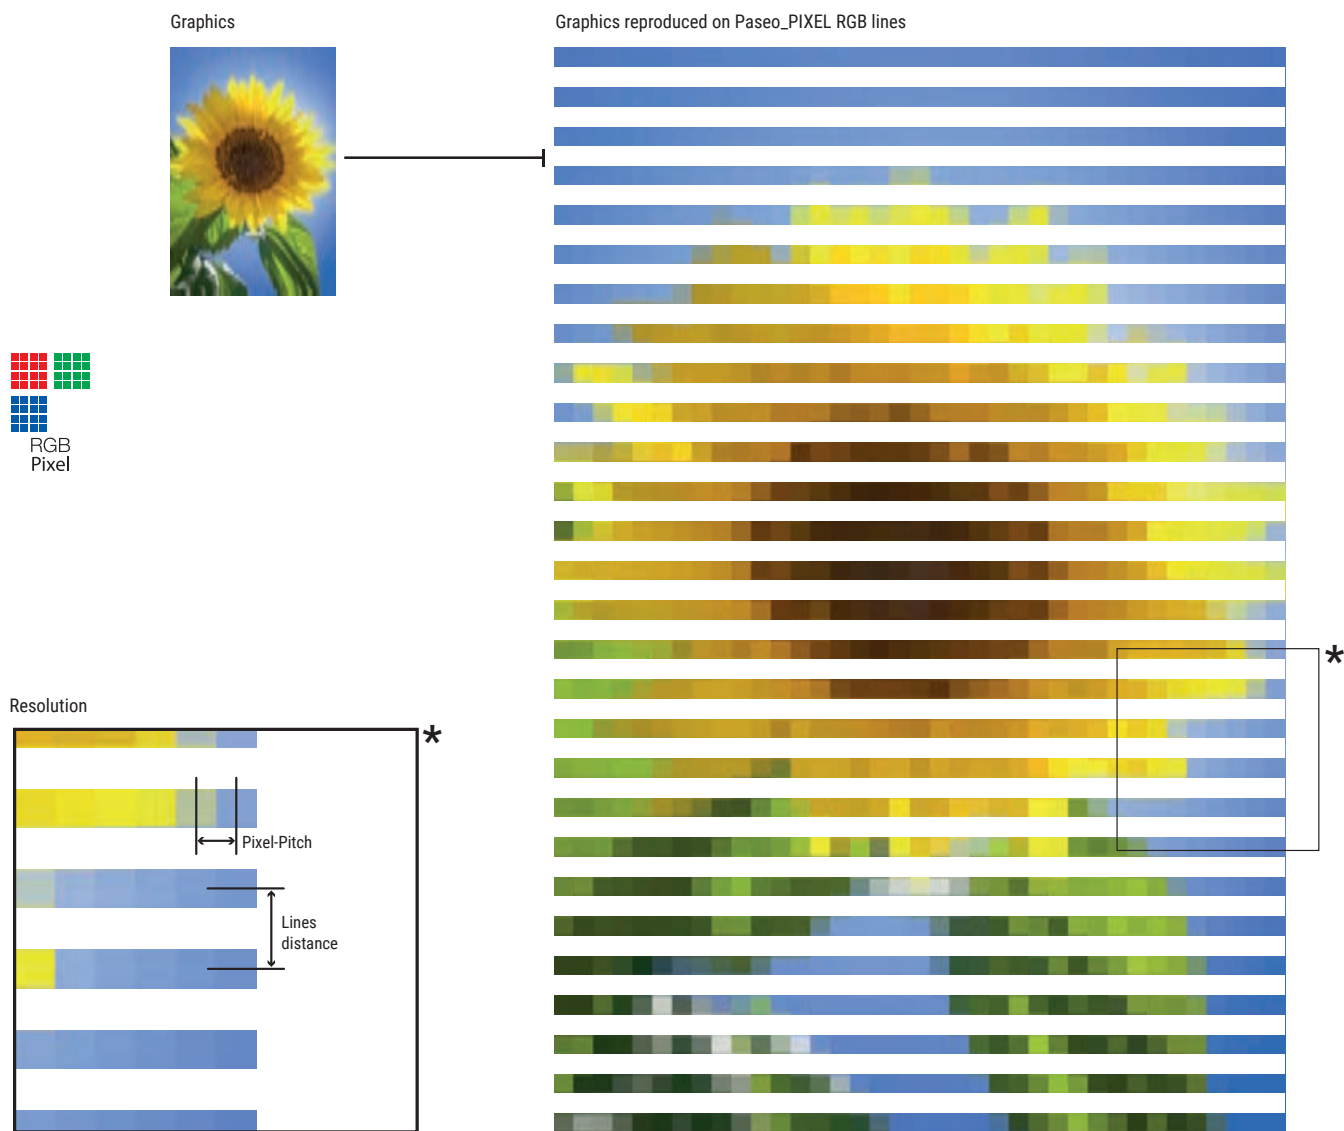 Graphics
Graphics reproduced on Paseo_PIXEL RGB lines
RGB
Pixel
Resolution
*
*
Pixel-Pitch
Lines
distance